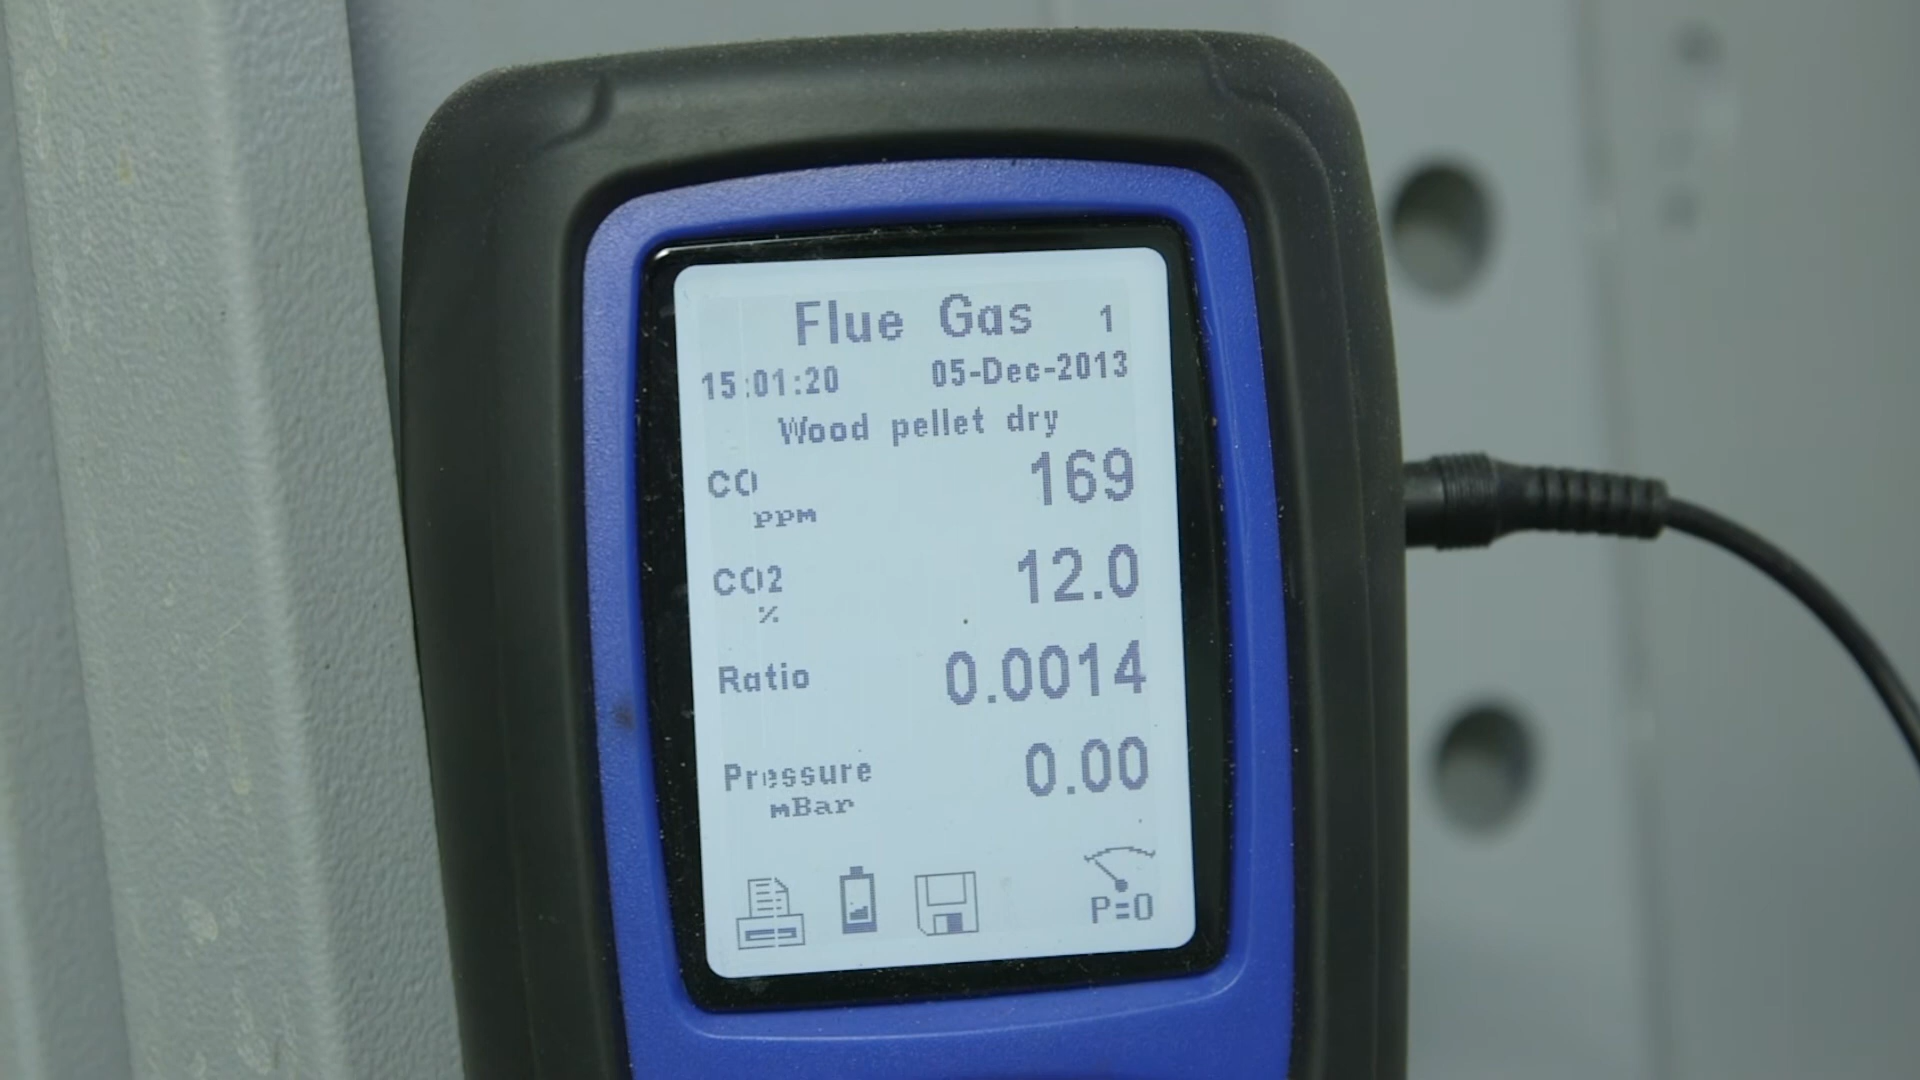 Flue Gas 1
15:01:20 05-Dec-2013
Wood pellet dry
CO 169
ppm
CO2 12.0
%
Ratio 0.0014
Pressure 0.00
mBar
P=0